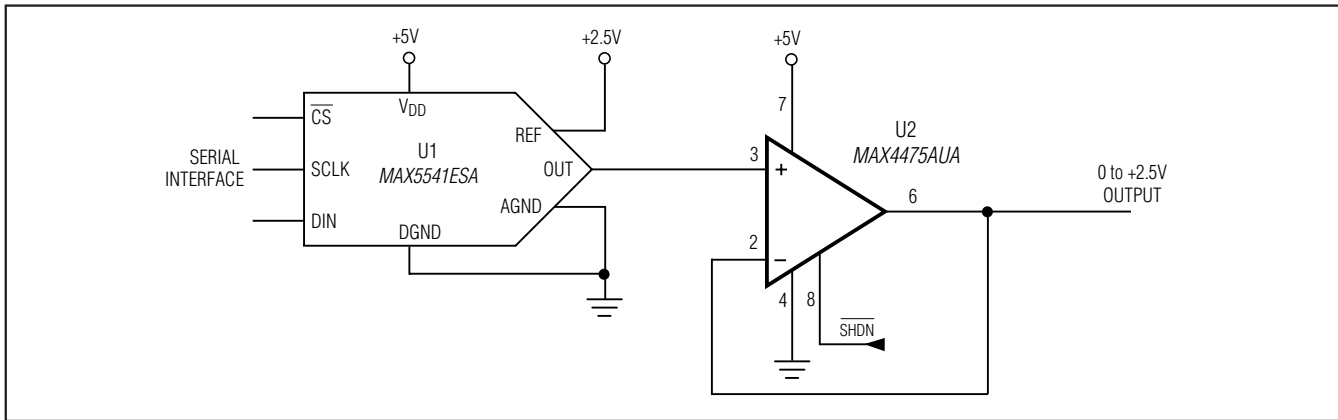 +5V
+2.5V
+5V
CS
VDD
REF
7
U1
MAX5541ESA
U2
MAX4475AUA
SERIAL
INTERFACE
SCLK
OUT
3
+
0 to +2.5V
OUTPUT
6
DIN
AGND
DGND
2
−
4
8
SHDN